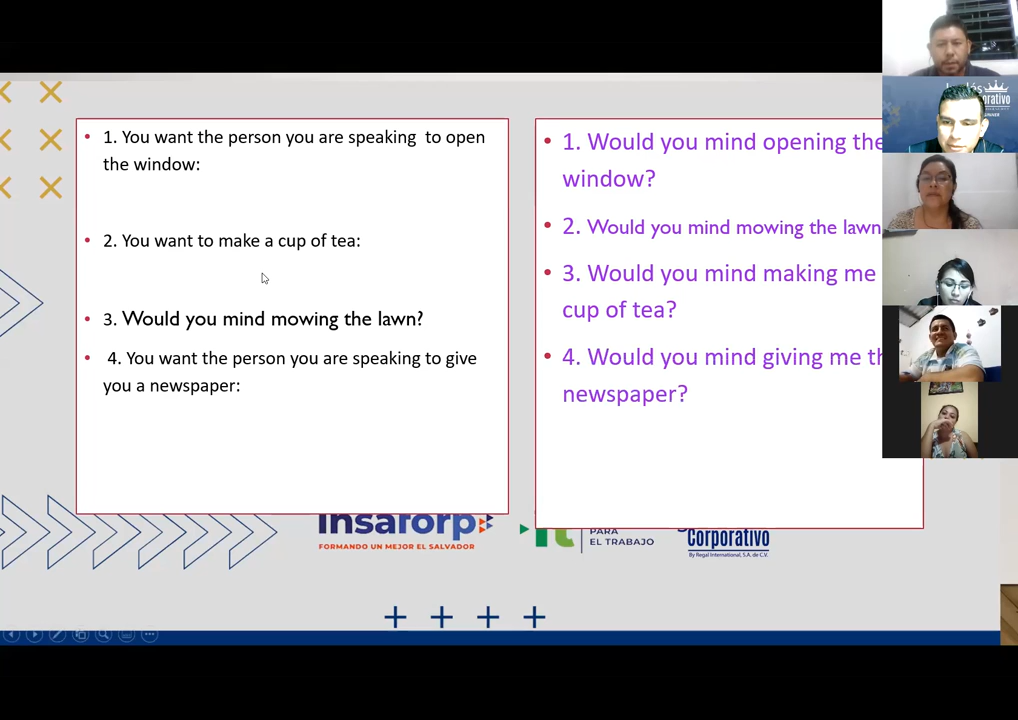 1. You want the person you are speaking to open
the window:
2. You want to make a cup of tea:
3. Would you mind mowing the lawn?
4. You want the person you are speaking to give
you a newspaper:
1. Would you mind opening the
window?
2. Would you mind mowing the lawn
3. Would you mind making me
cup of tea?
4. Would you mind giving me
newspaper?
Insaforp
FORMANDO UN MEJOR EL SALVADOR
PARA
EL TRABAJO
Corporativo
By Regal International, S.A. de C.V.